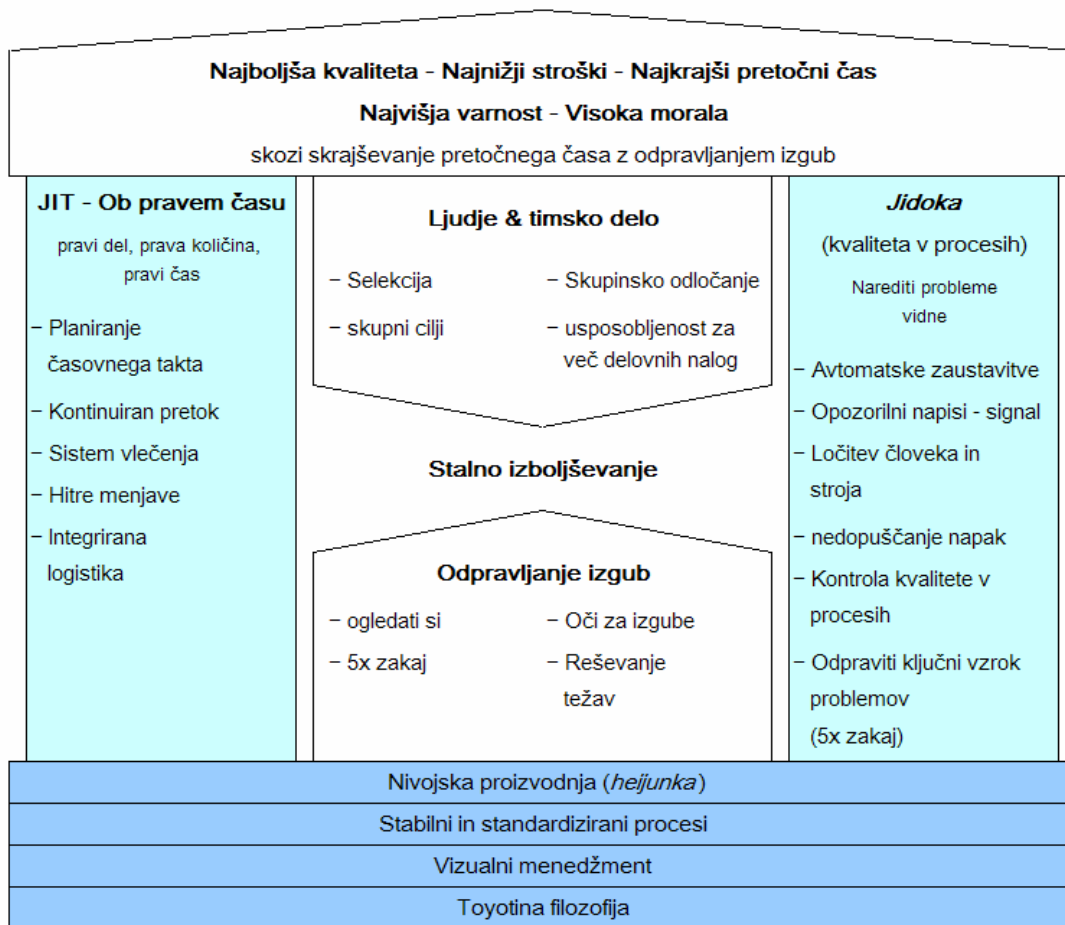 Najboljša kvaliteta - Najnižji stroški - Najkrajši pretočni čas
Najvišja varnost - Visoka morala
skozi skrajševanje pretočnega časa z odpravljanjem izgub
JIT - Ob pravem času
pravi del, prava količina,
pravi čas
− Planiranje
časovnega takta
− Kontinuiran pretok
− Sistem vlečenja
− Hitre menjave
− Integrirana
logistika
Ljudje & timsko delo
− Selekcija
− skupni cilji
− Skupinsko odločanje
− usposobljenost za
več delovnih nalog
Stalno izboljševanje
Odpravljanje izgub
− ogledati si
− 5x zakaj
− Oči za izgube
− Reševanje
težav
Jidoka
(kvaliteta v procesih)
Narediti probleme
vidne
− Avtomatske zaustavitve
− Opozorilni napisi - signal
− Ločitev človeka in
stroja
− nedopuščanje napak
− Kontrola kvalitete v
procesih
− Odpraviti ključni vzrok
problemov
(5x zakaj)
Nivojska proizvodnja (heijunka)
Stabilni in standardizirani procesi
Vizualni menedžment
Toyotina filozofija